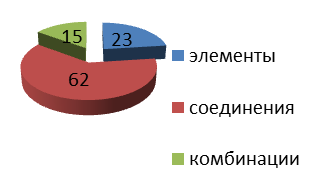 15
23
62
элементы
соединения
комбинации